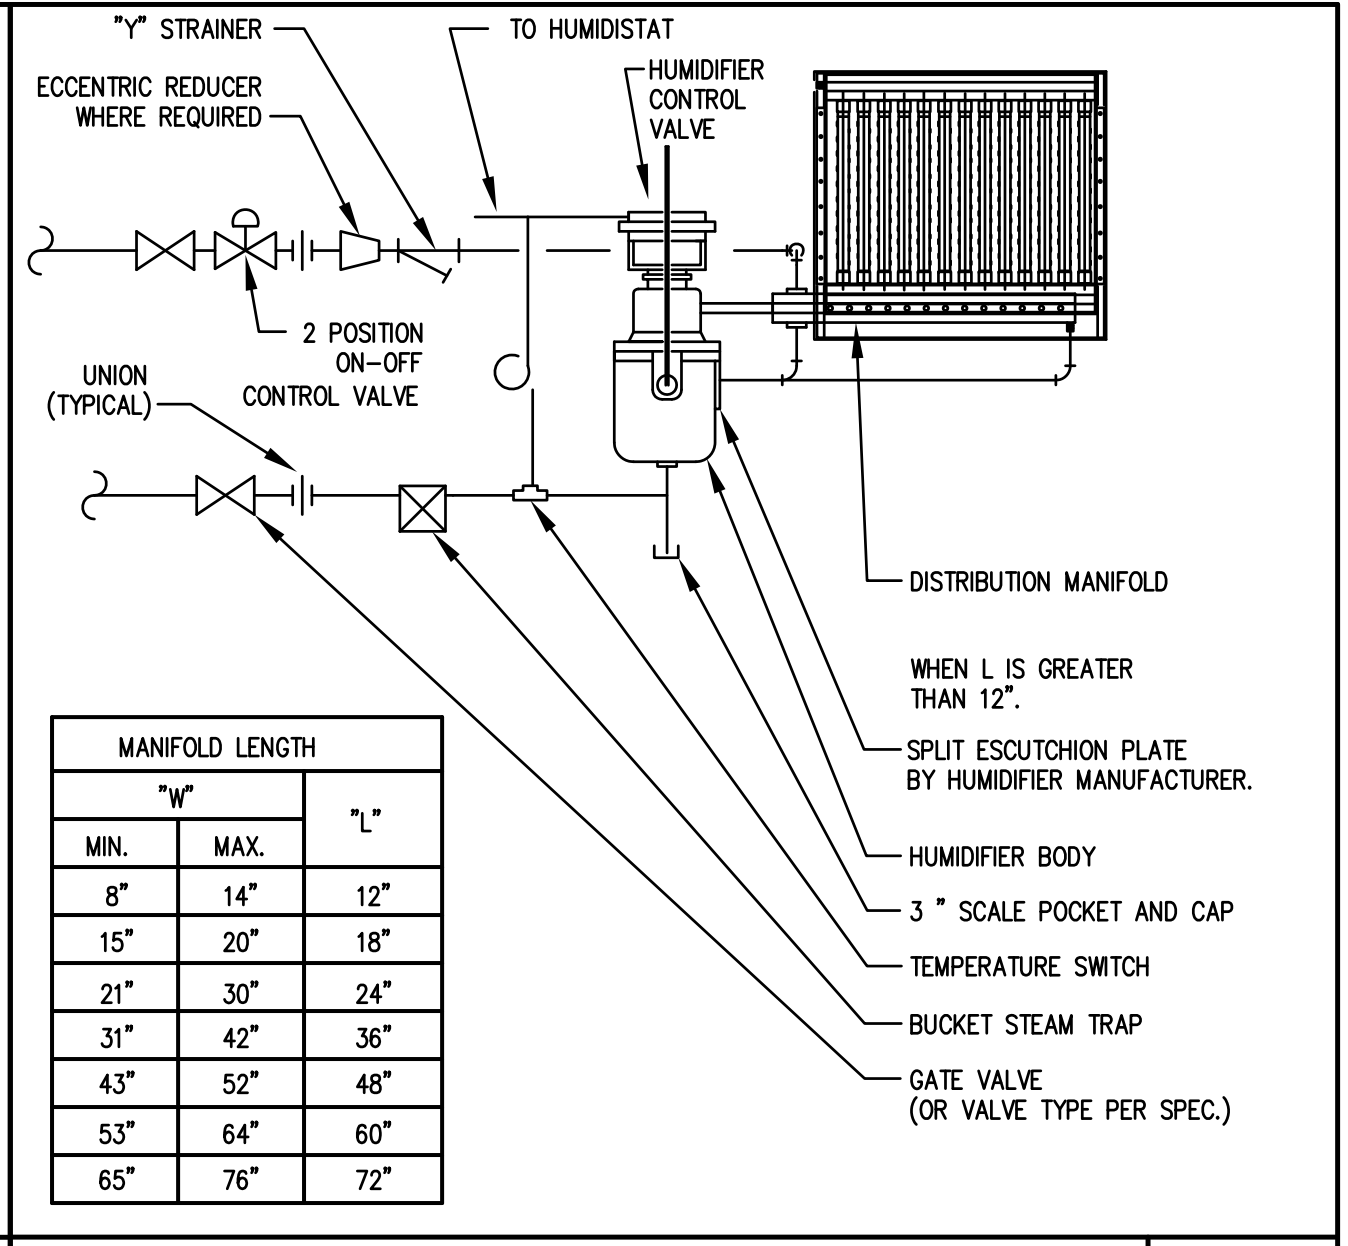 "Y" STRAINER
TO HUMIDISTAT
ECCENTRIC REDUCER
WHERE REQUIRED
HUMIDIFIER
CONTROL
VALVE
2 POSITION
ON-OFF
CONTROL VALVE
UNION
(TYPICAL)
DISTRIBUTION MANIFOLD
WHEN L IS GREATER
THAN 12".
SPLIT ESCUTCHION PLATE
BY HUMIDIFIER MANUFACTURER.
HUMIDIFIER BODY
3 " SCALE POCKET AND CAP
TEMPERATURE SWITCH
BUCKET STEAM TRAP
GATE VALVE
(OR VALVE TYPE PER SPEC.)
MANIFOLD LENGTH
"W" "L"
MIN. MAX.
8" 14" 12"
15" 20" 18"
21" 30" 24"
31" 42" 36"
43" 52" 48"
53" 64" 60"
65" 76" 72"